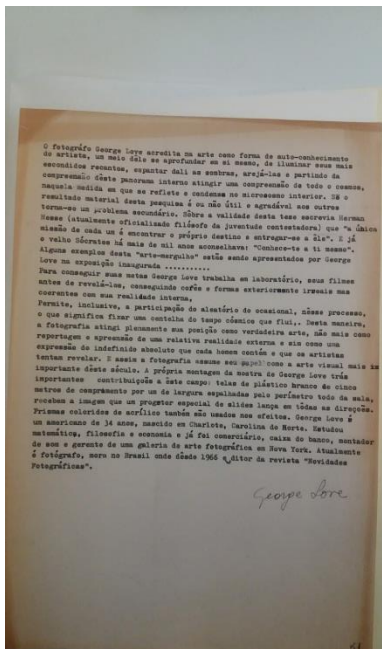 O fotográfo George Love acredita na arte como forma de auto-conhecimento
do artista, um meio dêle se aprofundar em si mesmo, de iluminar seus mais
escondidos recantos, espantar dali as sombras, arejá-las e partindo da
compreensão dêste panorama interno atingir uma compreensão de todo o cosmos,
naquela medida em que se reflete e condensa no microcosmo interior. Sê o
resultado material desta pesquisa é ou não útil e agradável aos outros
torna-se um problema secundário. Sôbre a validade desta tese escrevia Herman
Hesse (atualmente oficializado filósofo da juventude contestadora) que "a única
missão de cada um é encontrar o próprio destino e entregar-se a êle". E já
o velho Sócrates há mais de mil anos aconselhava: "Conhece-te a ti mesmo".
Alguns exemplos desta "arte-mergulho" estão sendo apresentados por George
Love na exposição inaugurada ...........
Para conseguir suas metas George Love trabalha em laboratório, seus filmes
antes de revelá-los, conseguindo cofes e formas exteriormente irreais mas
coerentes com sua realidade interna,
Permite, inclusive, a participação do aleatório do ocasional, nêsse processo,
o que significa fixar uma centelha do tempo cósmico que flui,. Desta maneira,
a fotografia atingi plenamente sua posição como verdadeira arte, não mais como
reportagem e apreensão de uma relativa realidade externa e sim como uma
expressão do indefinido absoluto que cada homem contém e que os artistas
tentam revelar. E assim a fotografia assume seu papel como a arte visual mais
importante dêste século. A própria montagem da mostra de George Love três
importantes contribuições a êste campo: telas de plástico branco de cinco
metros de comprimento por um de largura espalhadas pelo perímetro todo da sala,
recebem a imagem que um progetor especial de slides lança em tôdas as direções.
Prismas coloridos de acrílico também são usados nos efeitos. George Love é
um americano de 34 anos, nascido em Charlote, Carolina do Norte. Estudou
matemática, filosofia e economia e já foi comerciário, caixa do banco, montador
de som e gerente de uma galeria de arte fotográfica em Nova York. Atualmente
é fotógrafo, mora no Brasil onde desde 1966 editor da revista "Novidades
Fotográficas".
George Love